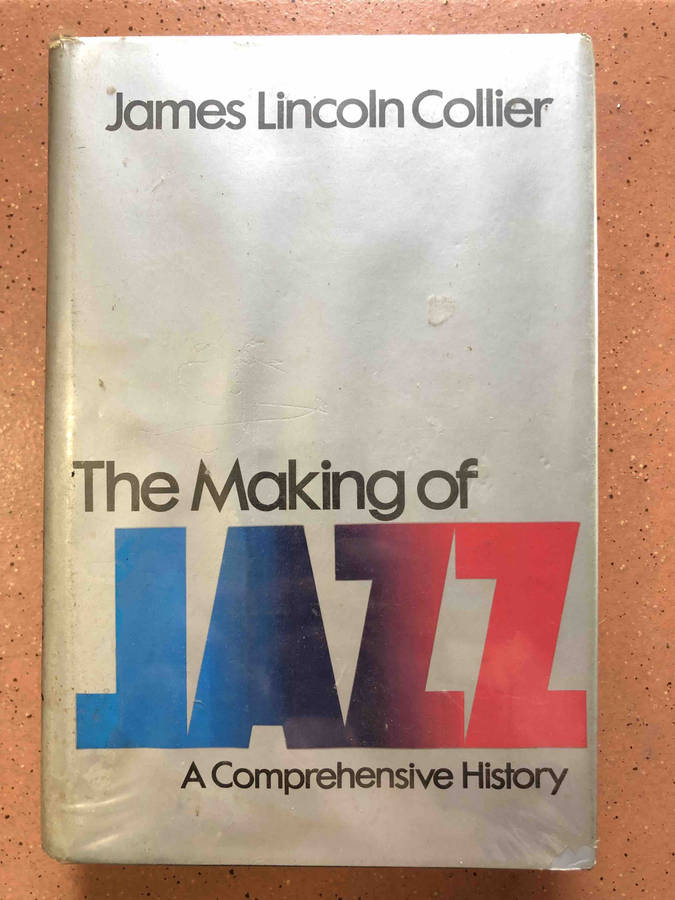 James Lincoln Collier
The Making of
JAZZ
A Comprehensive History